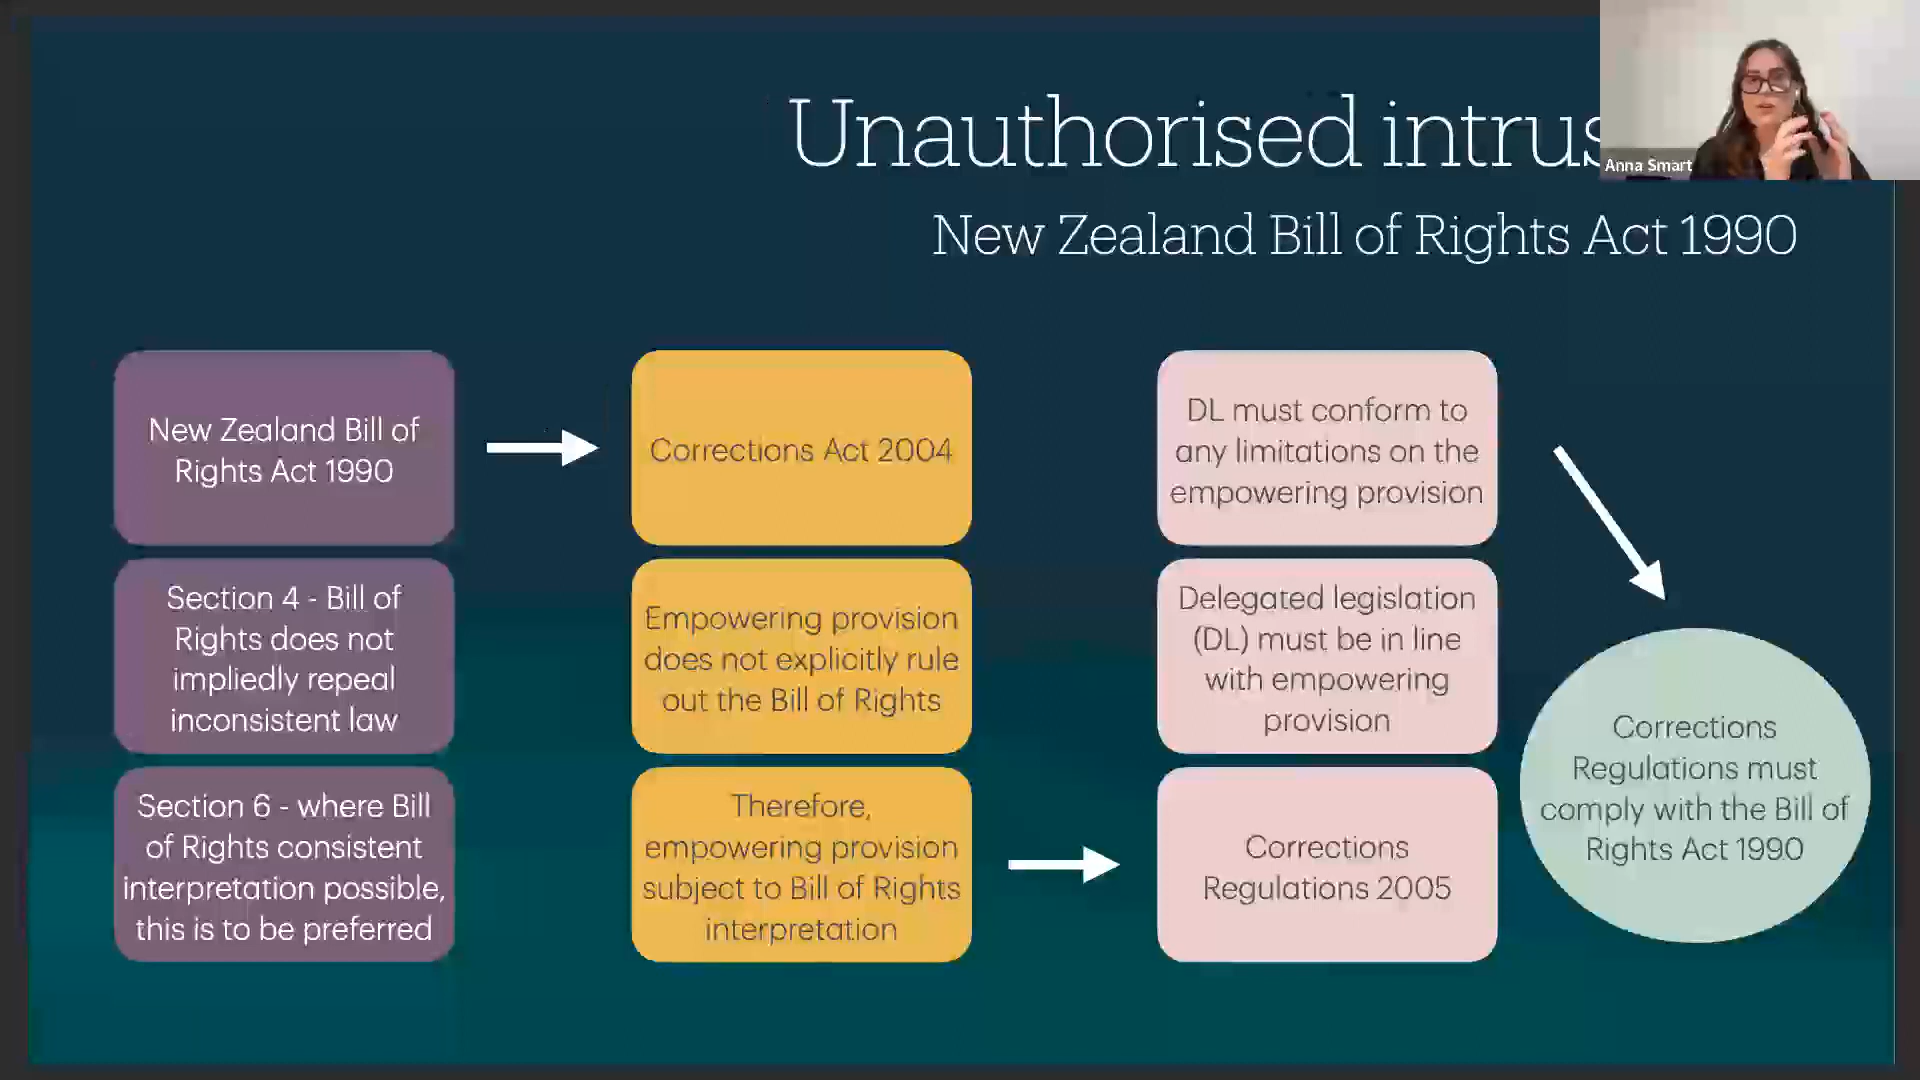 Unauthorised
Anna Smart
New Zealand Bill of Rights Act 1990
New Zealand Bill of
Rights Act 1990
Section 4 - Bill of
Rights does not
impliedly repeal
inconsistent law
Section 6 - where Bill
of Rights consistent
interpretation possible,
this is to be preferred
Corrections Act 2004
Empowering provision
does not explicitly rule
out the Bill of Rights
Therefore,
empowering provision
subject to Bill of Rights
interpretation
DL must conform to
any limitations on the
empowering provision
Delegated legislation
(DL) must be in line
with empowering
provision
Corrections
Regulations 2005
Corrections
Regulations must
comply with the Bill of
Rights Act 1990